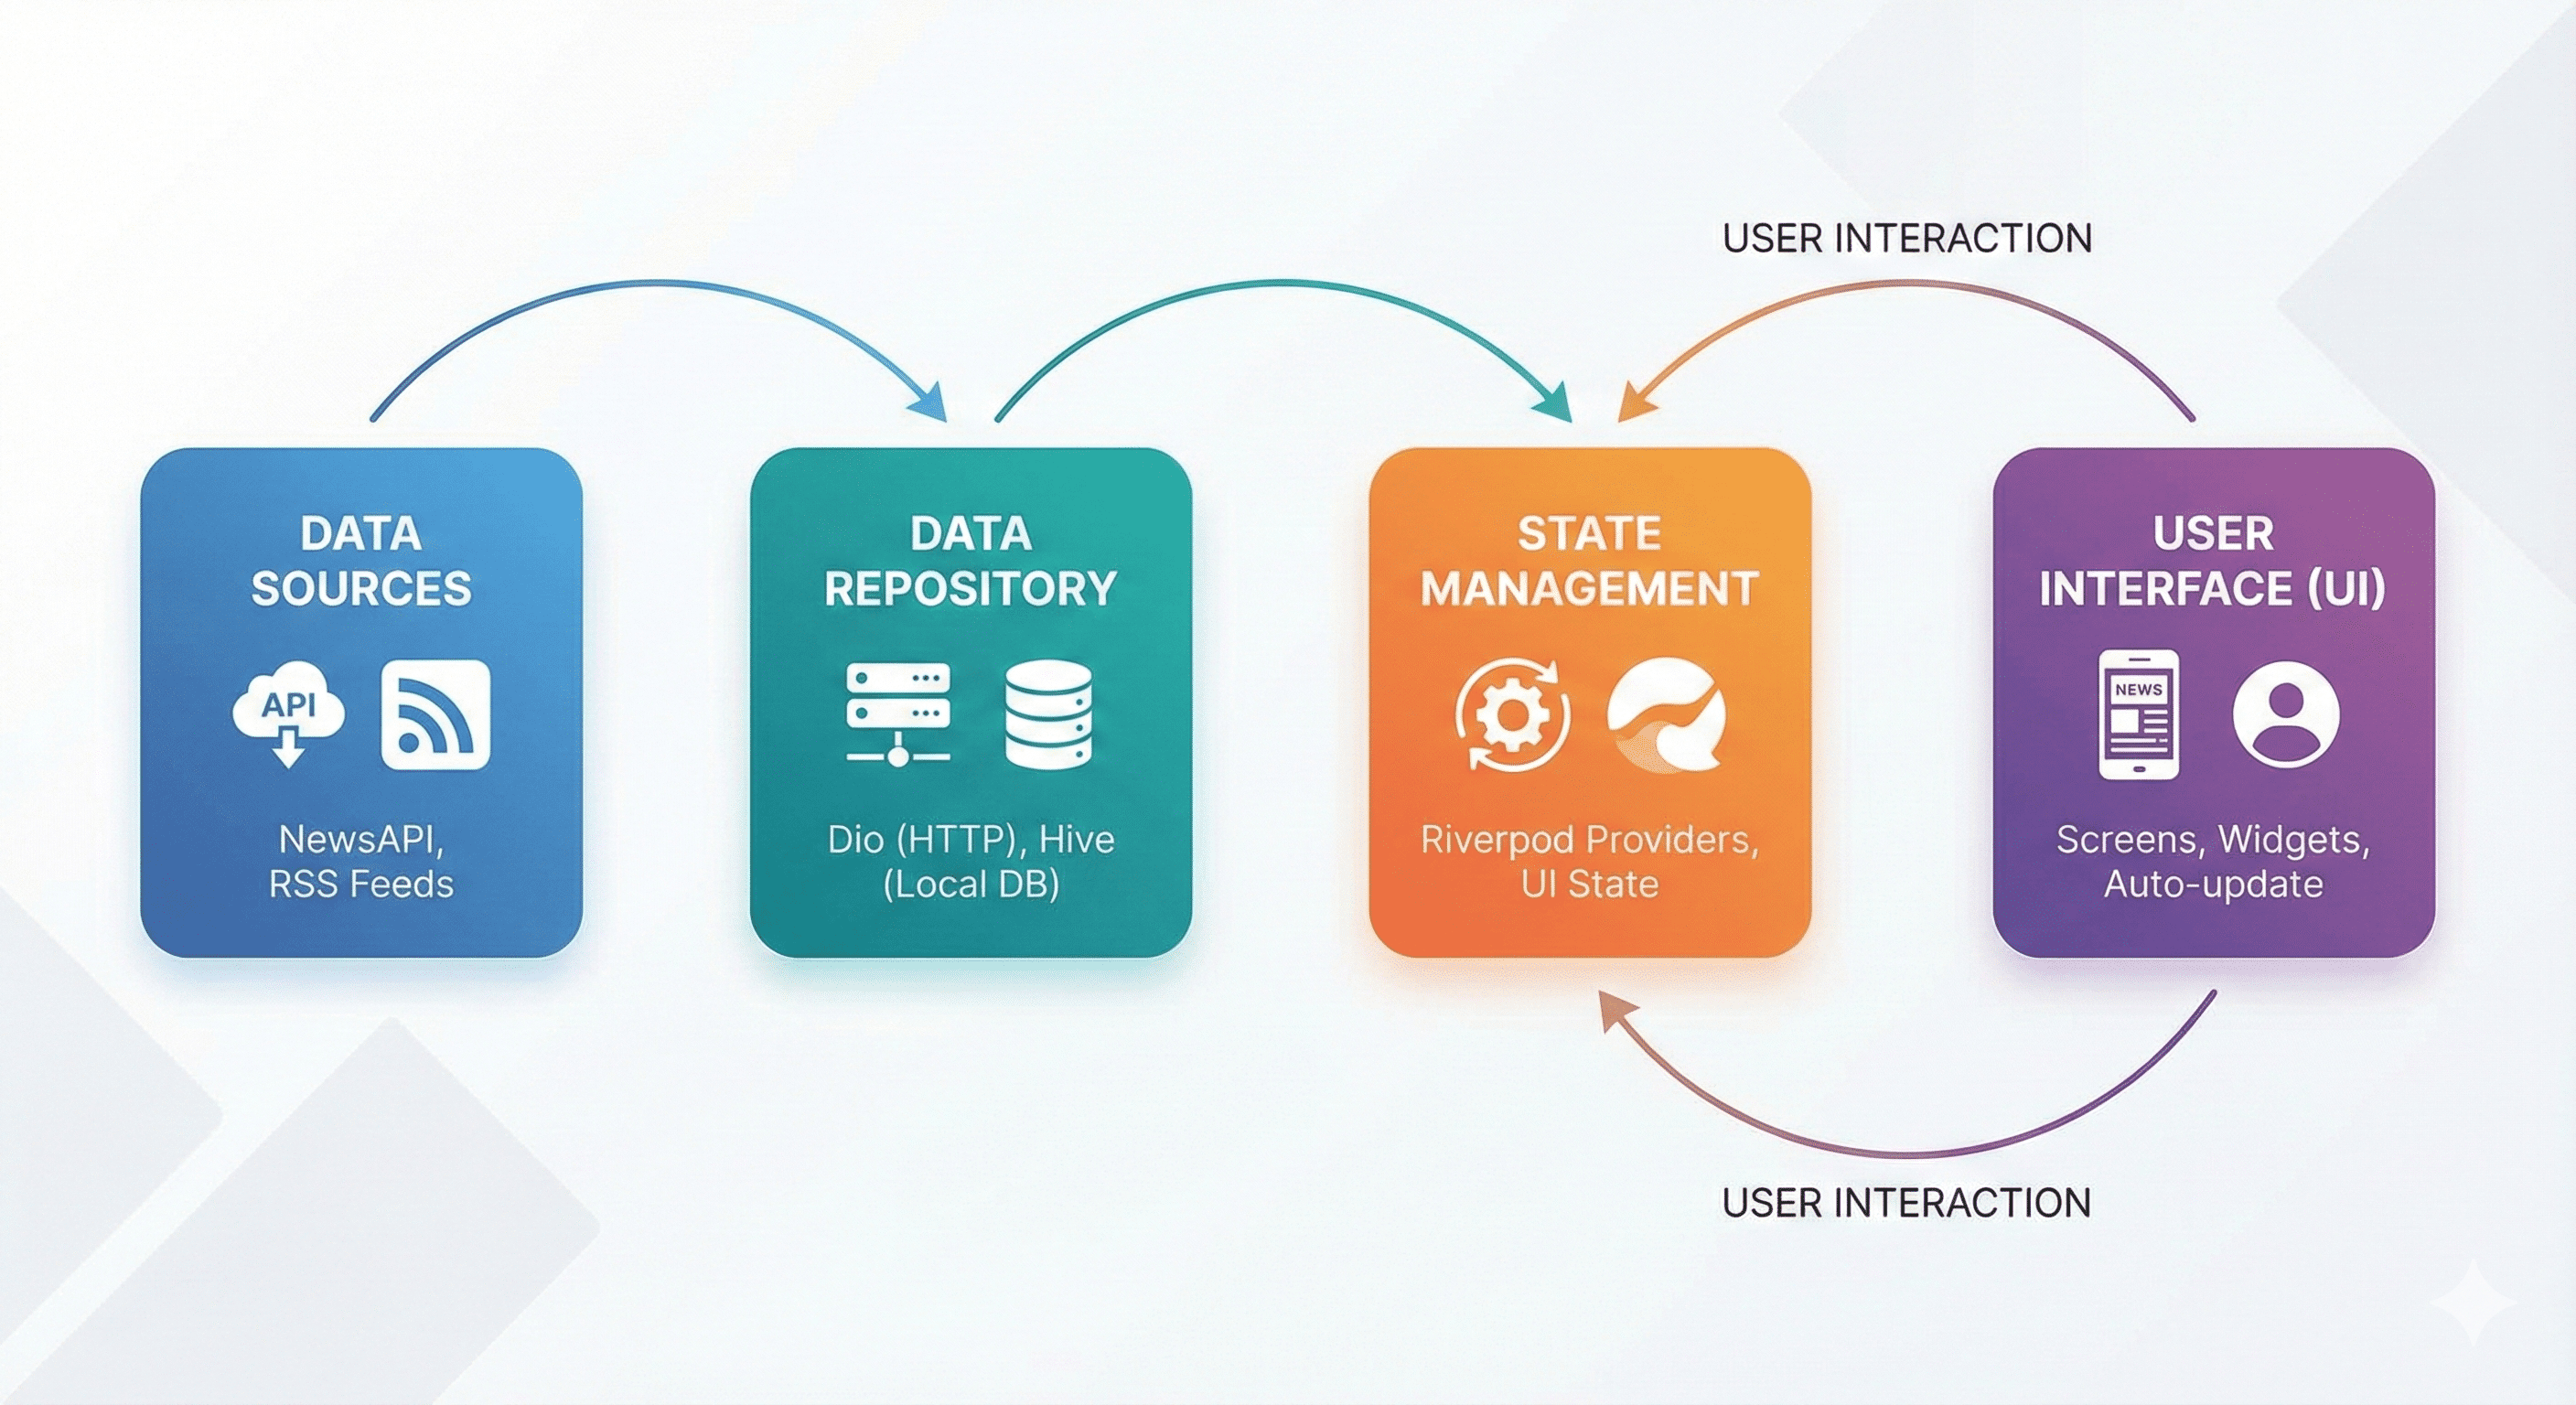 USER INTERACTION
DATA
SOURCES
API
NewsAPI,
RSS Feeds
DATA
REPOSITORY
Dio (HTTP), Hive
(Local DB)
STATE
MANAGEMENT
Riverpod Providers,
UI State
USER
INTERFACE (UI)
NEWS
Screens, Widgets,
Auto-update
USER INTERACTION